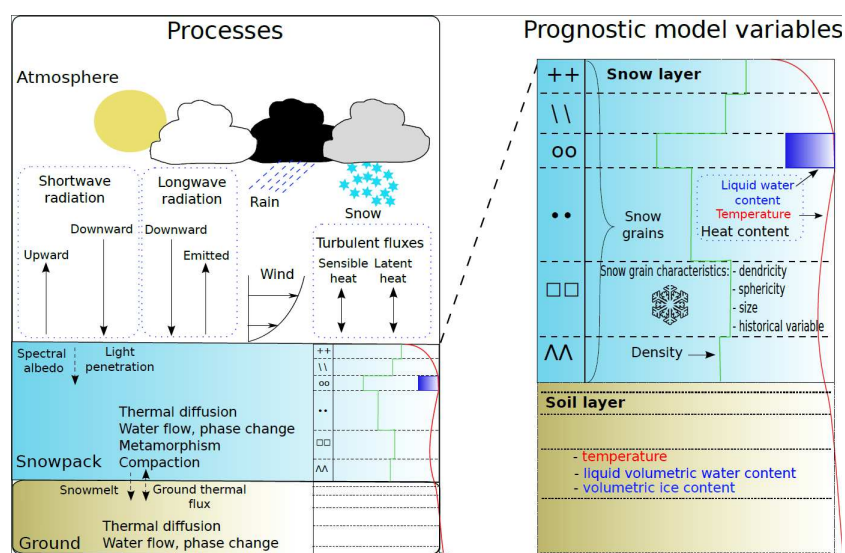 Processes
Atmosphere
Shortwave
radiation
Downward
Upward
Longwave
radiation
Downward
Emitted
Rain
Snow
Wind
Turbulent fluxes
Sensible
heat
Latent
heat
Spectral
albedo
Light
penetration
Thermal diffusion
Water flow, phase change
Metamorphism
Compaction
Snowpack
Snowmelt
Ground thermal
flux
Thermal diffusion
Water flow, phase change
Ground
++
\ \
oo
••
□□
ΛΛ
Prognostic model variables
++
Snow layer
\ \
oo
Liquid water
content
Temperature
Heat content
••
Snow
grains
□□
Snow grain characteristics: - dendricity
- sphericity
- size
- historical variable
ΛΛ
Density
Soil layer
- temperature
- liquid volumetric water content
- volumetric ice content